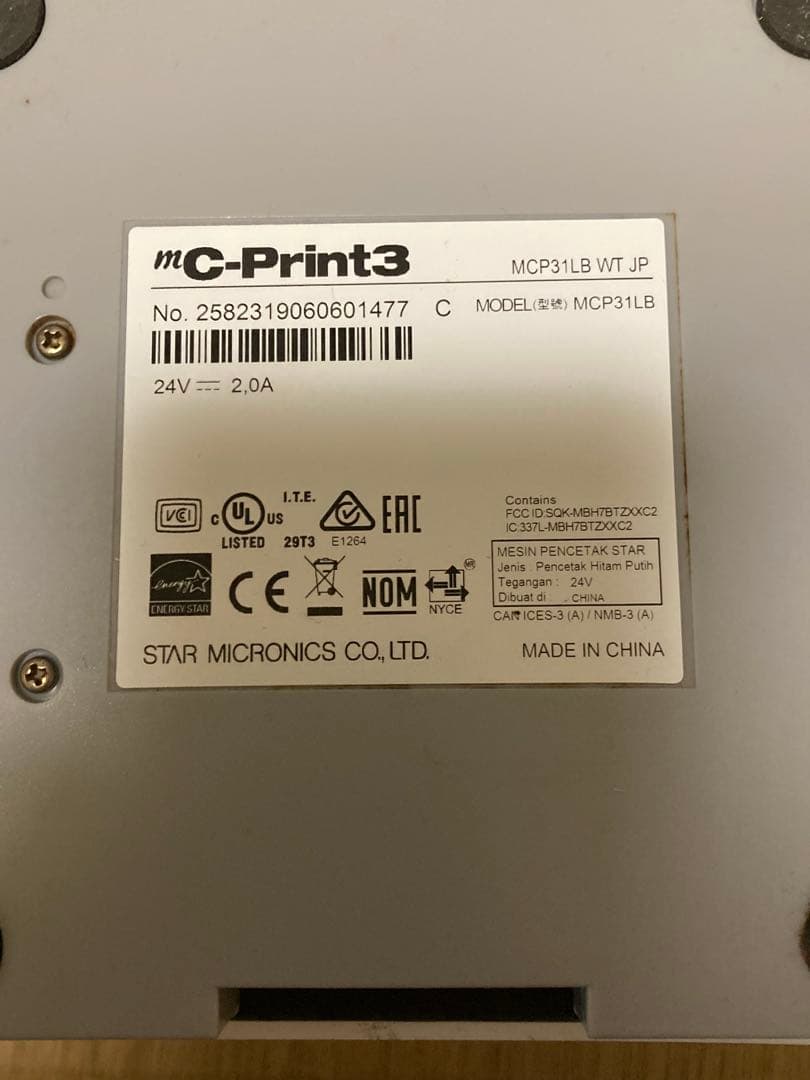 mC-Print3
MCP31LB WT JP
No. 2582319060601477 C MODEL(型號) MCP31LB
24V 2,0A
VCI
c UL US
I.T.E.
LISTED 29T3
E1264
EAC
Contains
FCC ID:SQK-MBH7BTZXXC2
IC:337L-MBH7BTZXXC2
energy
ENERGY STAR
CE
NOM
NYCE
MR
MESIN PENCETAK STAR
Jenis : Pencetak Hitam Putih
Tegangan : 24V
Dibuat di : CHINA
CAN ICES-3 (A) / NMB-3 (A)
STAR MICRONICS CO., LTD.
MADE IN CHINA